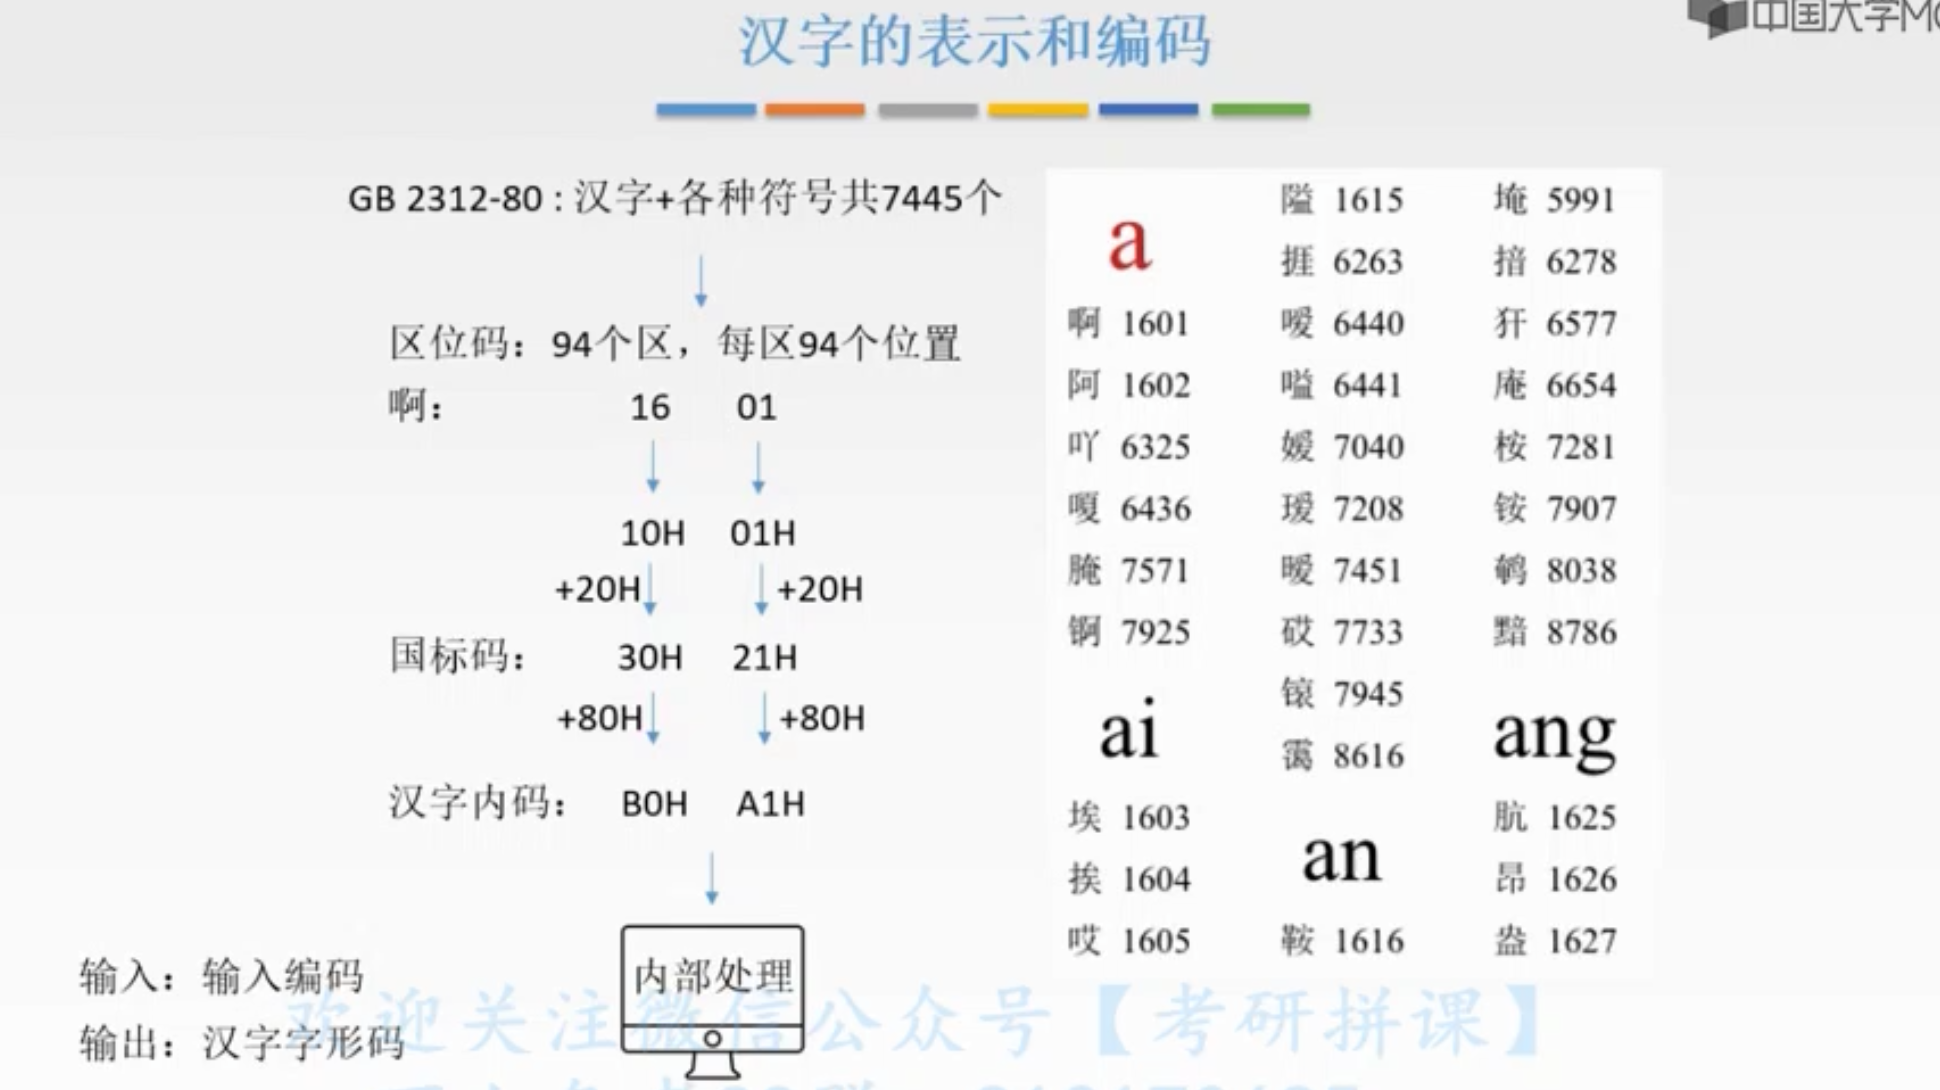 汉字的表示和编码
中国大学M
GB 2312-80 : 汉字+各种符号共7445个
区位码：94个区，每区94个位置
啊： 16 01
10H 01H
+20H +20H
国标码： 30H 21H
+80H +80H
汉字内码： B0H A1H
内部处理
输入：输入编码
输出：汉字字形码
a
啊 1601
阿 1602
吖 6325
嗄 6436
腌 7571
锕 7925
ai
埃 1603
挨 1604
哎 1605
隘 1615
捱 6263
嗳 6440
嗌 6441
嫒 7040
瑷 7208
暧 7451
砹 7733
锿 7945
霭 8616
an
鞍 1616
埯 5991
揞 6278
犴 6577
庵 6654
桉 7281
铵 7907
鹌 8038
黯 8786
ang
肮 1625
昂 1626
盎 1627
欢迎关注微信公众号【考研拼课】